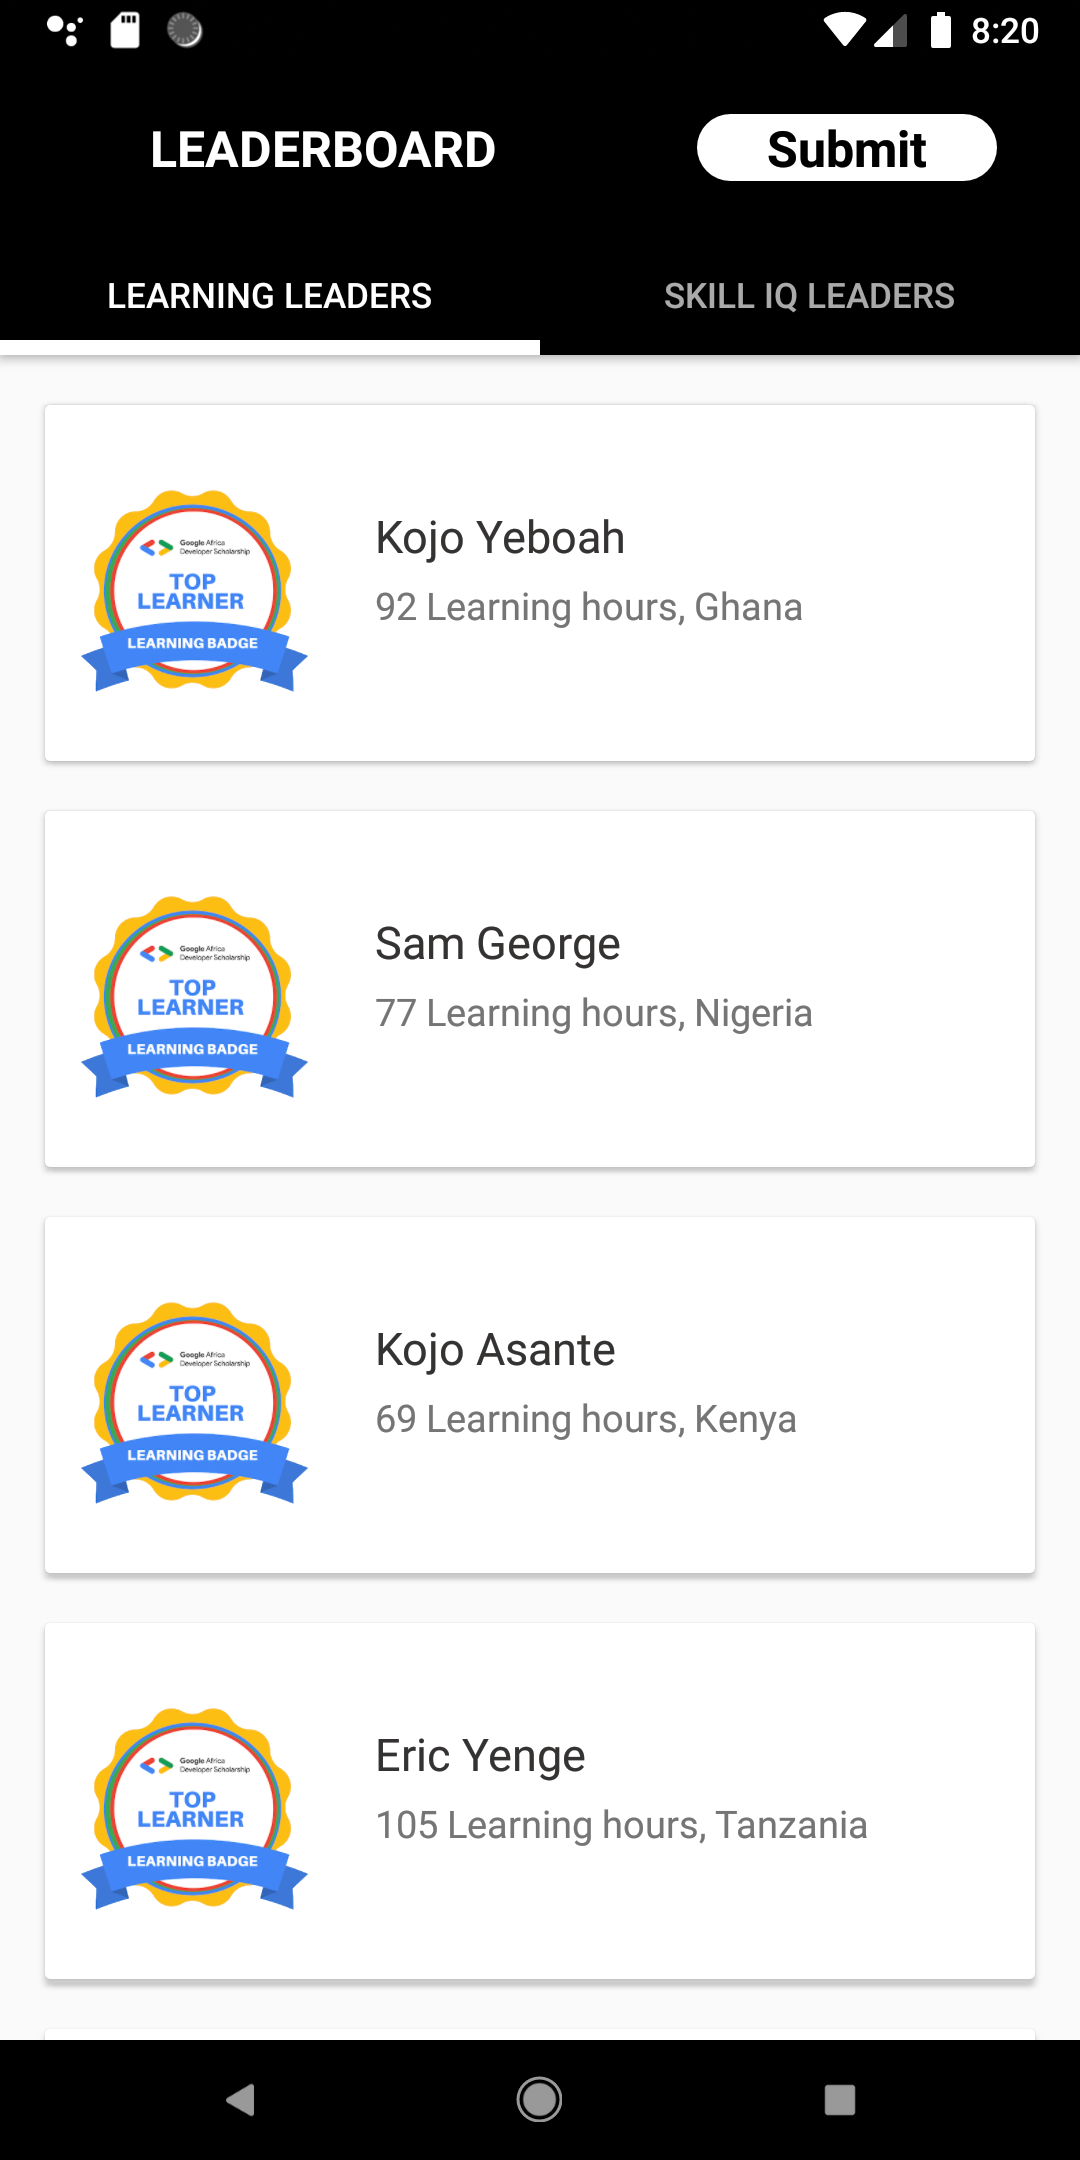 8:20
LEADERBOARD
Submit
LEARNING LEADERS
SKILL IQ LEADERS
Google Africa
Developer Scholarship
TOP
LEARNER
LEARNING BADGE
Kojo Yeboah
92 Learning hours, Ghana
Google Africa
Developer Scholarship
TOP
LEARNER
LEARNING BADGE
Sam George
77 Learning hours, Nigeria
Google Africa
Developer Scholarship
TOP
LEARNER
LEARNING BADGE
Kojo Asante
69 Learning hours, Kenya
Google Africa
Developer Scholarship
TOP
LEARNER
LEARNING BADGE
Eric Yenge
105 Learning hours, Tanzania